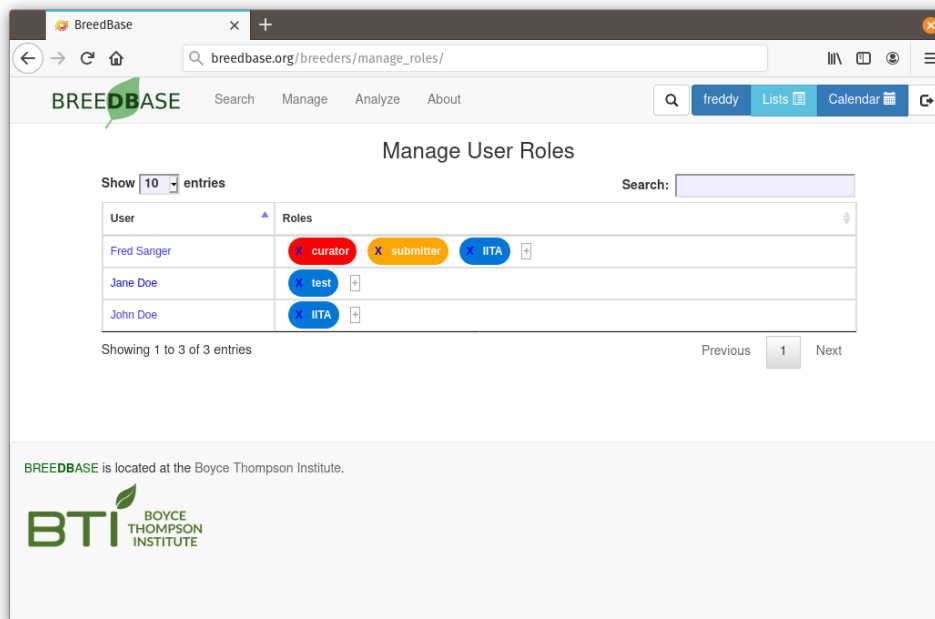 BreedBase
breedbase.org/breeders/manage_roles/
BREEDBASE Search Manage Analyze About freddy Lists Calendar
Manage User Roles
Show 10 entries Search:
User Roles
Fred Sanger X curator X submitter X IITA +
Jane Doe X test +
John Doe X IITA +
Showing 1 to 3 of 3 entries Previous 1 Next
BREEDBASE is located at the Boyce Thompson Institute.
BTI BOYCE
THOMPSON
INSTITUTE